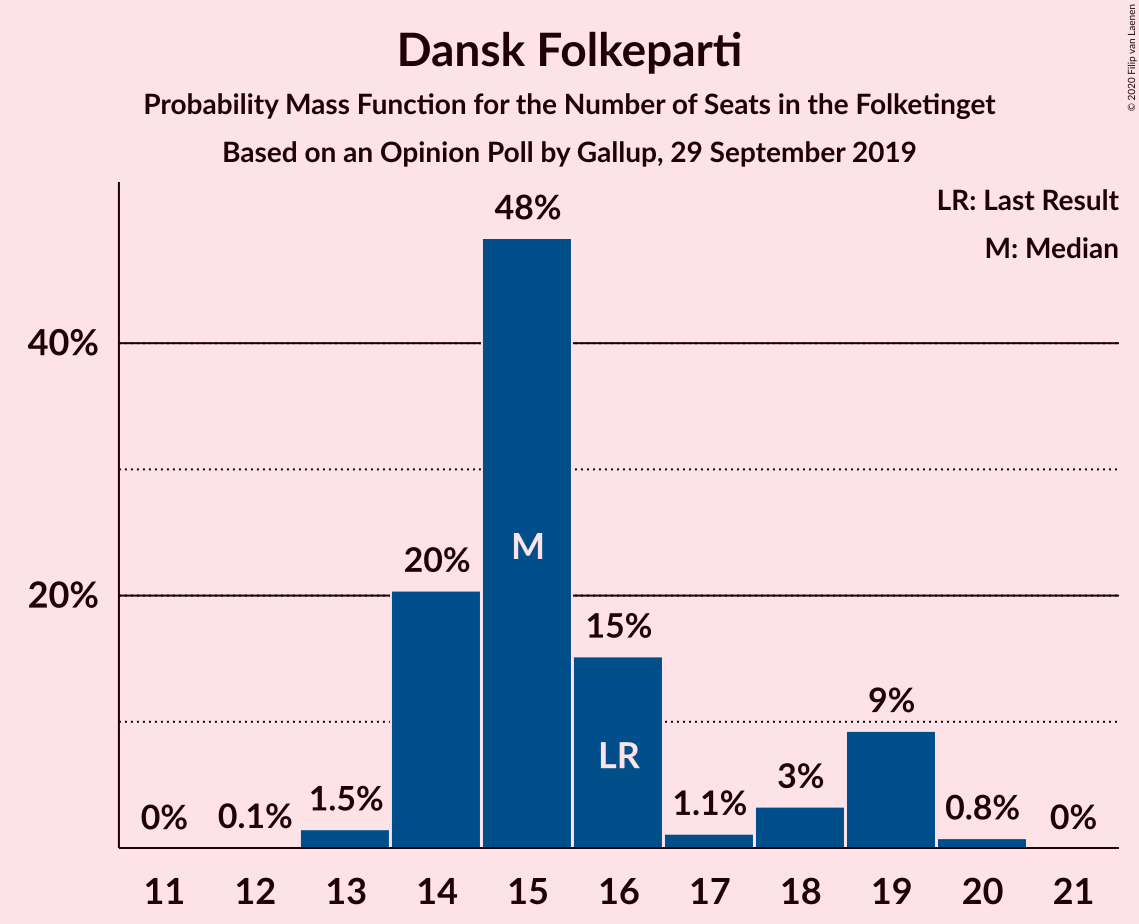 Dansk Folkeparti
Probability Mass Function for the Number of Seats in the Folketinget
Based on an Opinion Poll by Gallup, 29 September 2019
© 2020 Filip van Laenen
LR: Last Result
M: Median
48%
40%
M
20%
20%
15%
LR
9%
3%
1.5%
1.1%
0.8%
0%
0.1%
0%
11 12 13 14 15 16 17 18 19 20 21